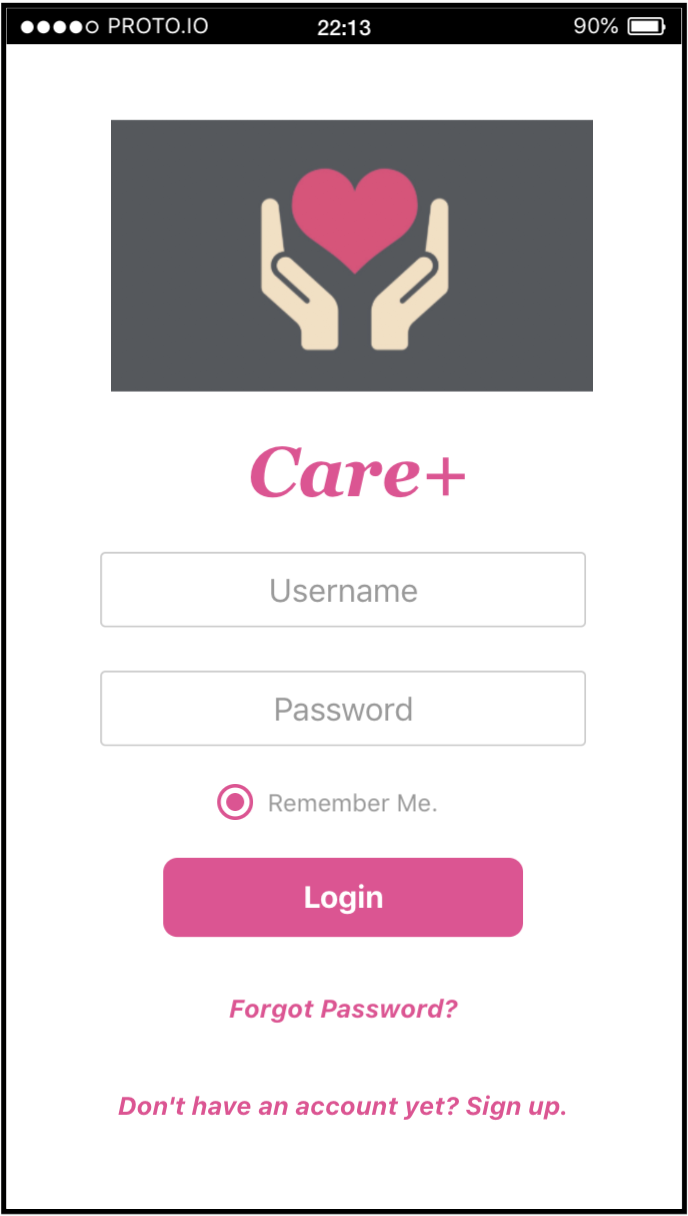 PROTO.IO 22:13 90%
Care+
Username
Password
Remember Me.
Login
Forgot Password?
Don't have an account yet? Sign up.